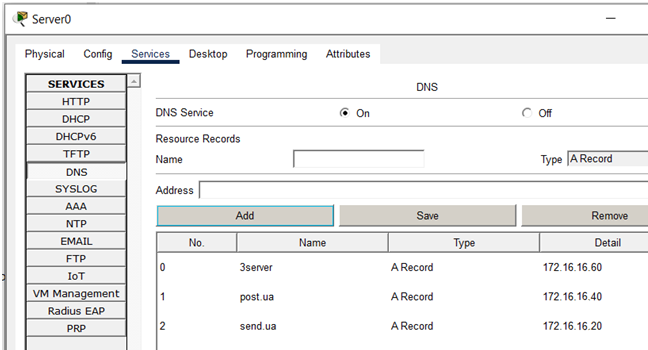 Server0
Physical Config Services Desktop Programming Attributes
SERVICES
HTTP
DHCP
DHCPv6
TFTP
DNS
SYSLOG
AAA
NTP
EMAIL
FTP
IoT
VM Management
Radius EAP
PRP
DNS
DNS Service On Off
Resource Records
Name Type A Record
Address
Add Save Remove
No. Name Type Detail
0 3server A Record 172.16.16.60
1 post.ua A Record 172.16.16.40
2 send.ua A Record 172.16.16.20